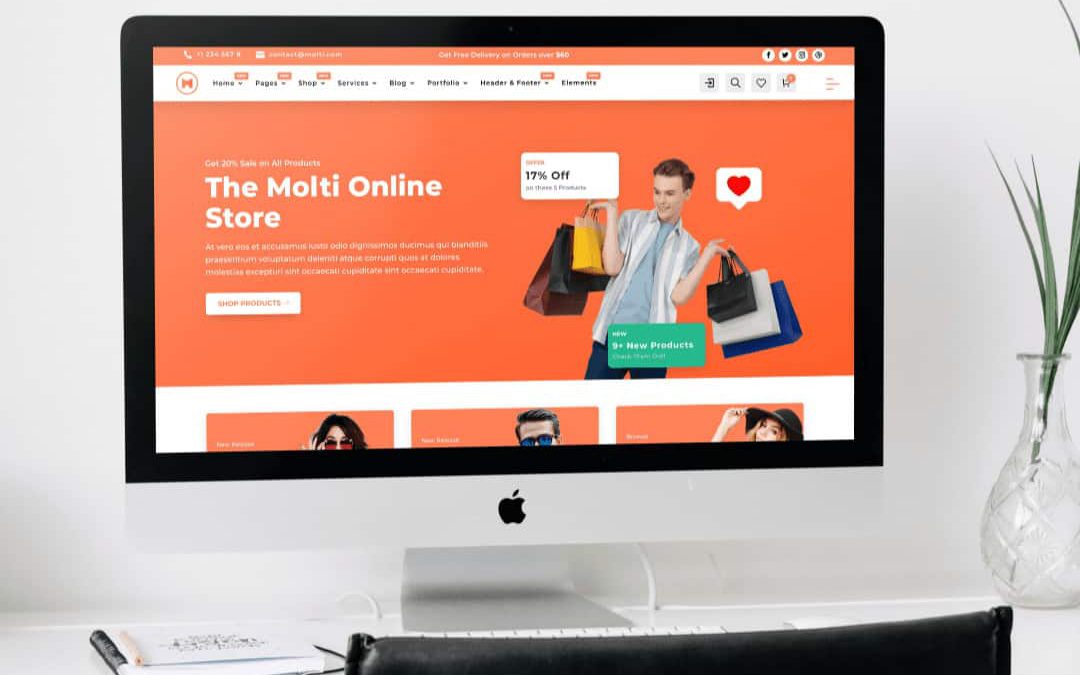 +1 234 567 8
contact@molti.com
Get Free Delivery on Orders over $60
Home
Pages
Shop
Services
Blog
Portfolio
Header & Footer
Elements
Get 20% Sale on All Products
The Molti Online
Store
As vero eos et accusamus iusto odio dignissimos ducimus qui blanditiis
praesentium voluptatum deleniti atque corrupti quos at dolores
molestias excepturi sint occaecati cupiditate sint occaecati cupiditate.
SHOP PRODUCTS
OFFER
17% Off
on these 5 Products
NEW
9+ New Products
Check Them Out!
New Release
New Release